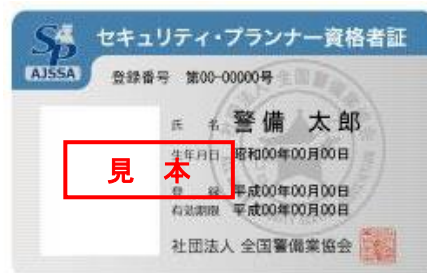 SP
AJSSA
セキュリティ・プランナー資格者証
登録番号 第00-00000号
氏 名 警備 太郎
生年月日 昭和00年00月00日
見 本
登 録 平成00年00月00日
有効期限 平成00年00月00日
社団法人 全国警備業協会